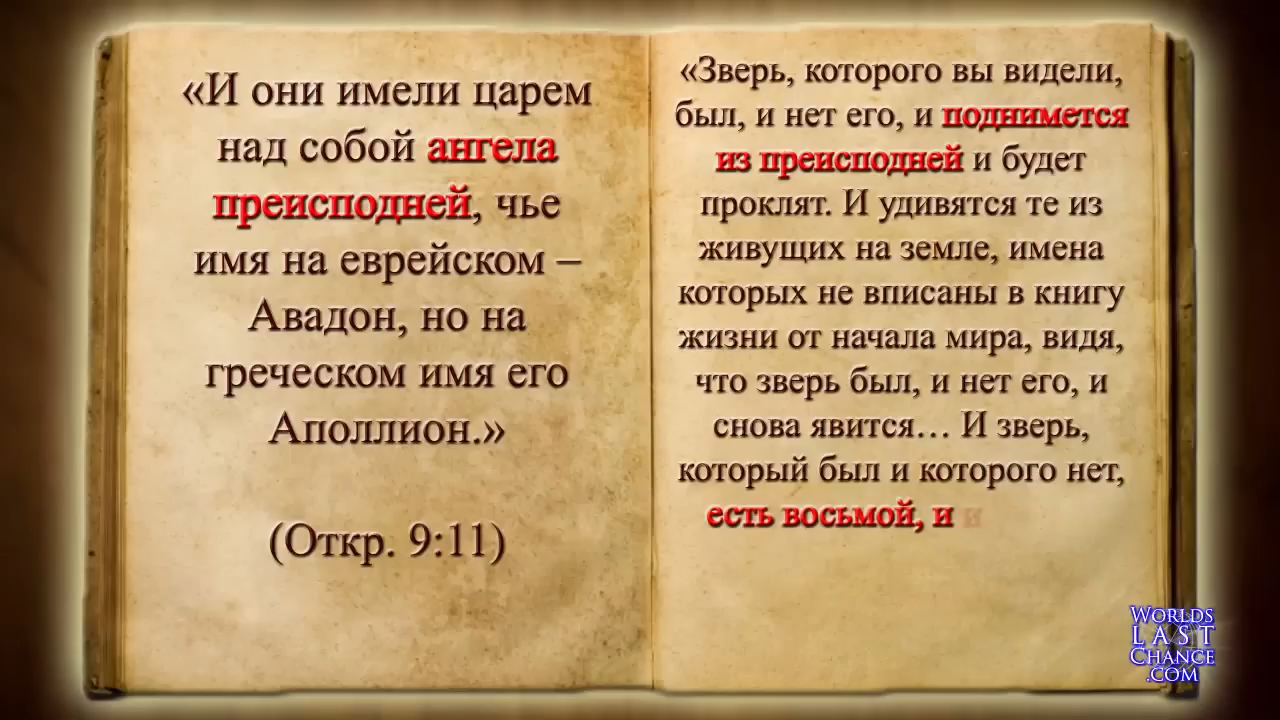 «И они имели царем
над собой ангела
преисподней, чье
имя на еврейском –
Авадон, но на
греческом имя его
Аполлион.»
(Откр. 9:11)
«Зверь, которого вы видели,
был, и нет его, и поднимется
из преисподней и будет
проклят. И удивятся те из
живущих на земле, имена
которых не вписаны в книгу
жизни от начала мира, видя,
что зверь был, и нет его, и
снова явится… И зверь,
который был и которого нет,
есть восьмой, и и
WORLDS
LAST
CHANCE
.COM